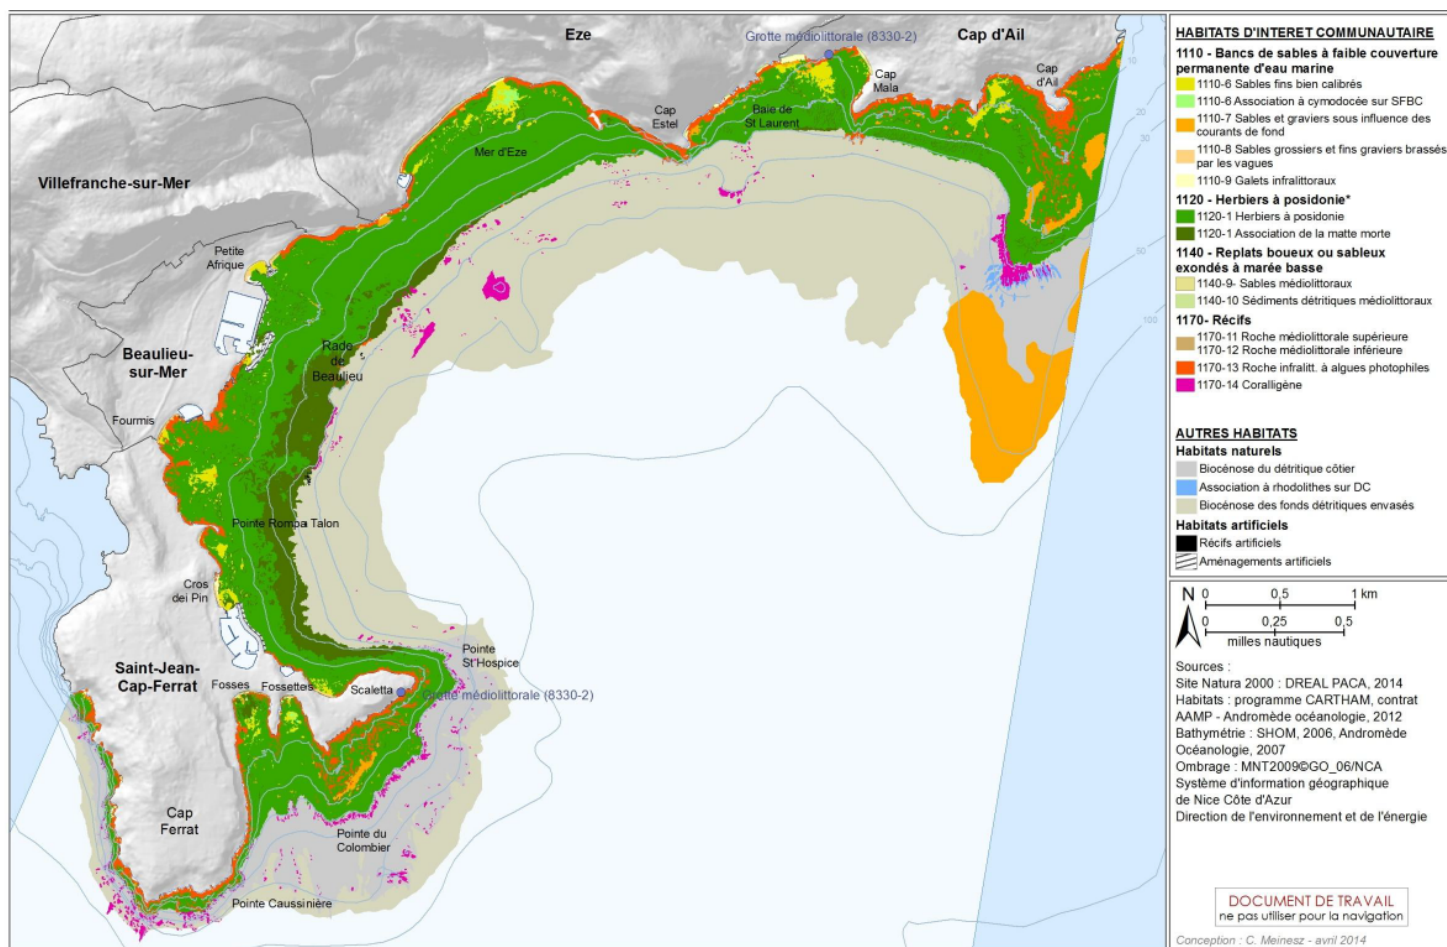 Eze
Grotte médiolittorale (8330-2)
Cap d'Ail
Cap
Mala
Cap
d'Ail
10
Cap
Estel
Baie de
St Laurent
20
30
Mer d'Eze
Villefranche-sur-Mer
Petite
Afrique
50
100
Rade
de
Beaulieu
Beaulieu-
sur-Mer
Fourmis
Pointe Rompa Talon
Cros
dei Pin
Pointe
St Hospice
Saint-Jean-
Cap-Ferrat
Fosses
Fossettes
Scaletta
Grotte médiolittorale (8330-2)
Cap
Ferrat
Pointe du
Colombier
Pointe Caussinière
HABITATS D'INTERET COMMUNAUTAIRE
1110 - Bancs de sables à faible couverture
permanente d'eau marine
1110-6 Sables fins bien calibrés
1110-6 Association à cymodocée sur SFBC
1110-7 Sables et graviers sous influence des
courants de fond
1110-8 Sables grossiers et fins graviers brassés
par les vagues
1110-9 Galets infralittoraux
1120 - Herbiers à posidonie*
1120-1 Herbiers à posidonie
1120-1 Association de la matte morte
1140 - Replats boueux ou sableux
exondés à marée basse
1140-9- Sables médiolittoraux
1140-10 Sédiments détritiques médiolittoraux
1170- Récifs
1170-11 Roche médiolittorale supérieure
1170-12 Roche médiolittorale inférieure
1170-13 Roche infralitt. à algues photophiles
1170-14 Coralligène
AUTRES HABITATS
Habitats naturels
Biocénose du détritique côtier
Association à rhodolithes sur DC
Biocénose des fonds détritiques envasés
Habitats artificiels
Récifs artificiels
Aménagements artificiels
N
0 0,5 1 km
0 0,25 0,5
milles nautiques
Sources :
Site Natura 2000 : DREAL PACA, 2014
Habitats : programme CARTHAM, contrat
AAMP - Andromède océanologie, 2012
Bathymétrie : SHOM, 2006, Andromède
Océanologie, 2007
Ombrage : MNT2009©GO_06/NCA
Système d'information géographique
de Nice Côte d'Azur
Direction de l'environnement et de l'énergie
DOCUMENT DE TRAVAIL
ne pas utiliser pour la navigation
Conception : C. Meinesz - avril 2014